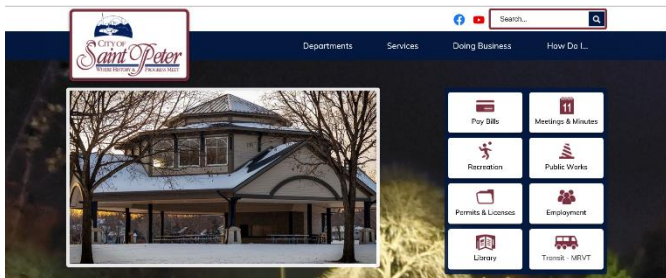 CITY OF
Saint Peter
WHERE HISTORY & PROGRESS MEET
Search...
Departments
Services
Doing Business
How Do I...
Pay Bills
11
Meetings & Minutes
Recreation
Public Works
Permits & Licenses
Employment
Library
Transit - MRVT